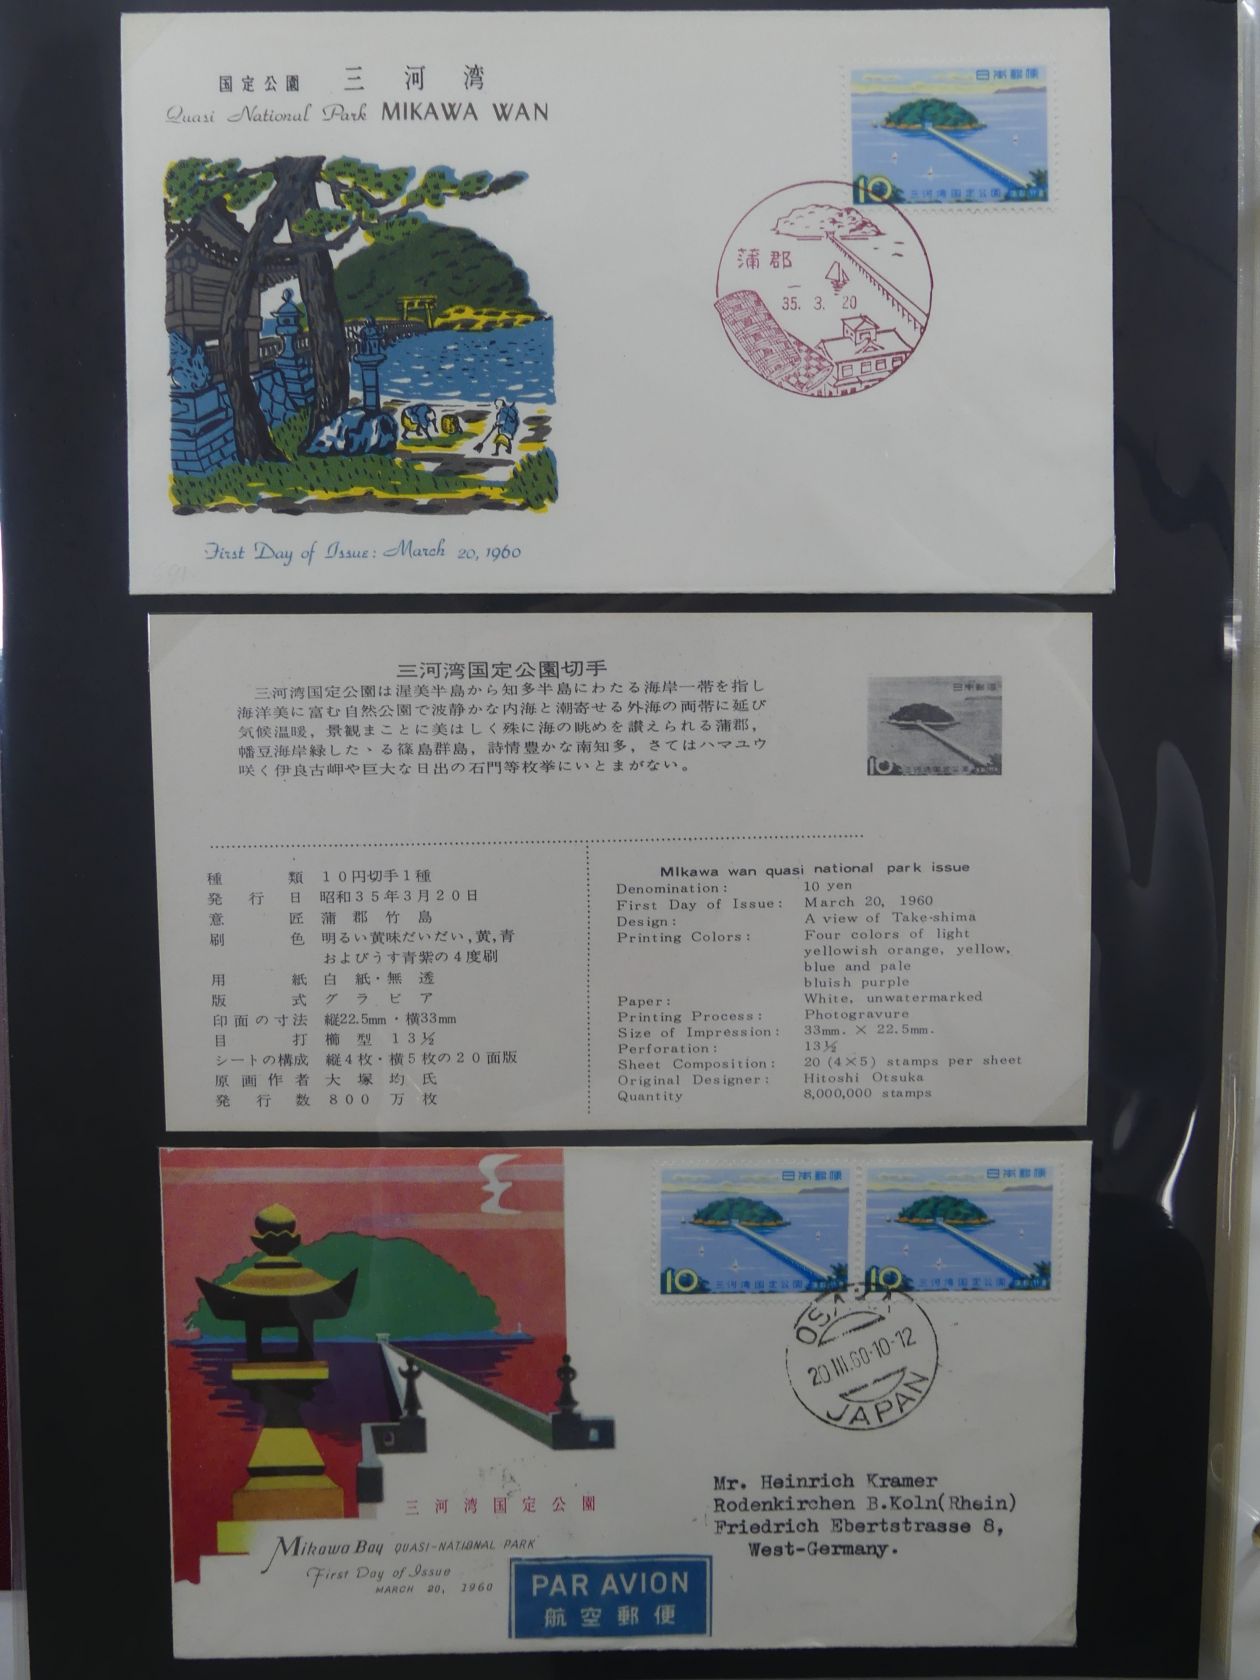 国定公園 三河湾
Quasi National Park MIKAWA WAN
日本郵便
10 三河湾国定公園
蒲郡
35. 3. 20
First Day of Issue: March 20, 1960
三河湾国定公園切手
三河湾国定公園は渥美半島から知多半島にわたる海岸一帯を指し
海洋美に富む自然公園で波静かな内海と潮寄せる外海の両帯に延び
気候温暖，景観まことに美はしく殊に海の眺めを讃えられる蒲郡，
幡豆海岸緑したゝる篠島群島，詩情豊かな南知多，さてはハマユウ
咲く伊良古岬や巨大な日出の石門等枚挙にいとまがない。
日本郵便
10 三河湾国定公園
種類 10円切手1種
発行日 昭和35年3月20日
意匠 蒲郡竹島
刷色 明るい黄味だいだい，黄，青
およびうす青紫の4度刷
用紙 白紙・無透
版式 グラビア
印面の寸法 縦22.5mm・横33mm
目打 櫛型 13½
シートの構成 縦4枚・横5枚の20面版
原画作者 大塚均氏
発行数 800万枚
MIkawa wan quasi national park issue
Denomination: 10 yen
First Day of Issue: March 20, 1960
Design: A view of Take-shima
Printing Colors: Four colors of light
yellowish orange, yellow,
blue and pale
bluish purple
Paper: White, unwatermarked
Printing Process: Photogravure
Size of Impression: 33mm. × 22.5mm.
Perforation: 13½
Sheet Composition: 20 (4×5) stamps per sheet
Original Designer: Hitoshi Otsuka
Quantity 8,000,000 stamps
日本郵便
10 三河湾国定公園
日本郵便
10 三河湾国定公園
OSAKA
20.III.60.10-12
JAPAN
Mr. Heinrich Kramer
Rodenkirchen B.Koln(Rhein)
Friedrich Ebertstrasse 8,
West-Germany.
三河湾国定公園
Mikawa Bay QUASI-NATIONAL PARK
First Day of Issue
MARCH 20, 1960
PAR AVION
航空郵便